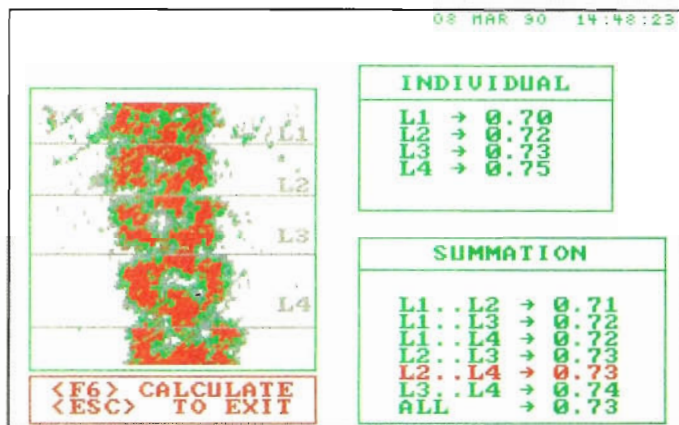 08 MAR 90 14:48:23
L1
L2
L3
L4
<F6> CALCULATE
<ESC> TO EXIT
INDIVIDUAL
L1 → 0.70
L2 → 0.72
L3 → 0.73
L4 → 0.75
SUMMATION
L1..L2 → 0.71
L1..L3 → 0.72
L1..L4 → 0.72
L2..L3 → 0.73
L2..L4 → 0.73
L3..L4 → 0.74
ALL → 0.73